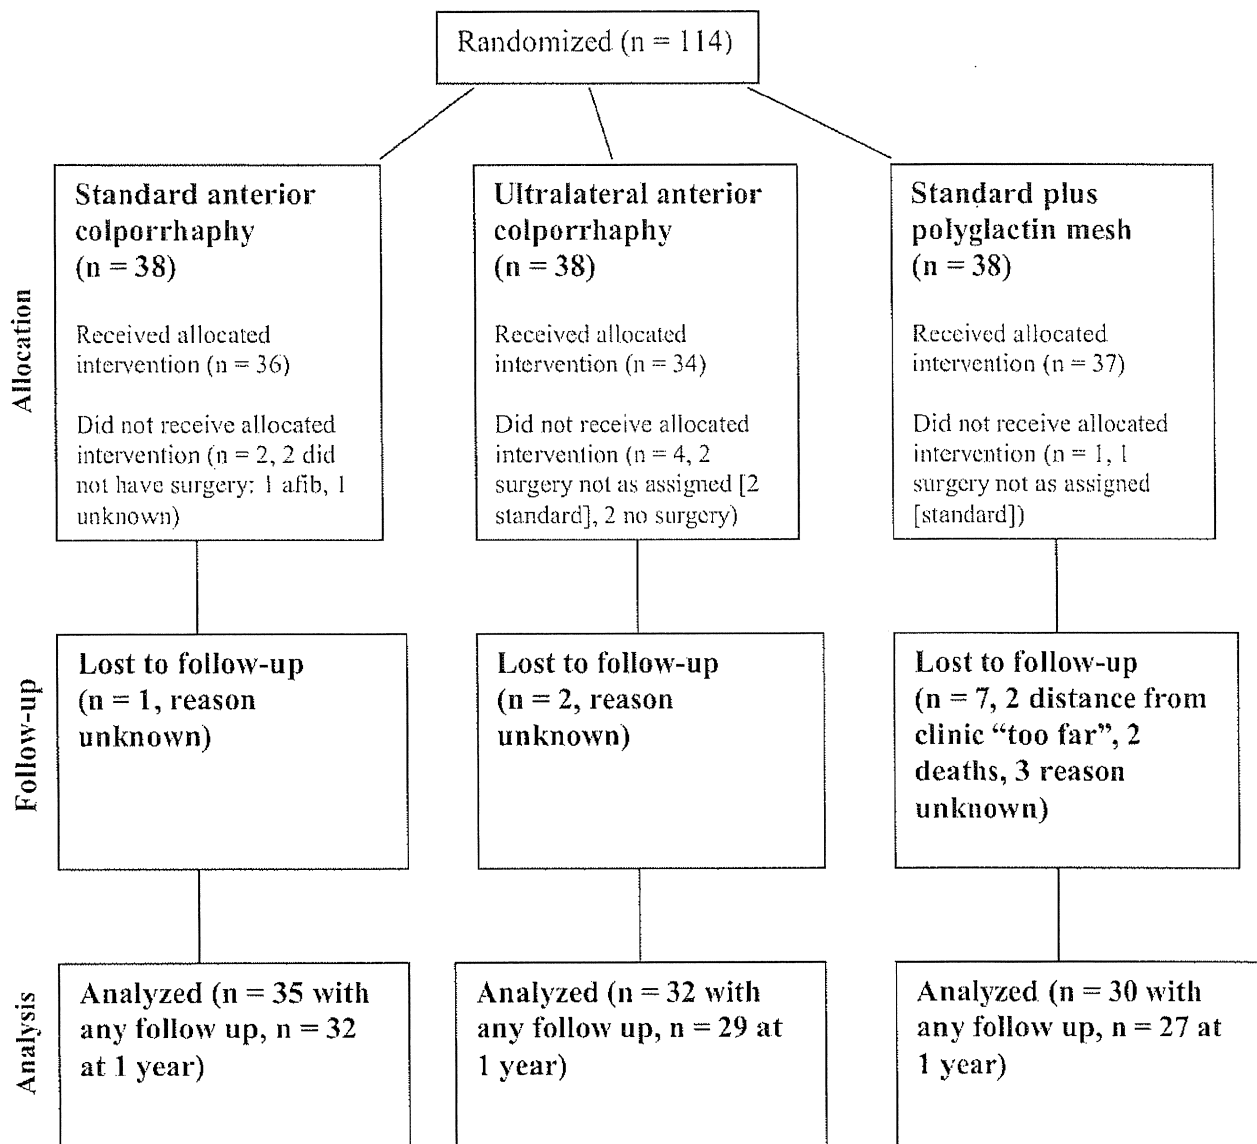 Randomized (n = 114)
Allocation
Standard anterior
colporrhaphy
(n = 38)
Received allocated
intervention (n = 36)
Did not receive allocated
intervention (n = 2, 2 did
not have surgery: 1 afib, 1
unknown)
Ultralateral anterior
colporrhaphy
(n = 38)
Received allocated
intervention (n = 34)
Did not receive allocated
intervention (n = 4, 2
surgery not as assigned [2
standard], 2 no surgery)
Standard plus
polyglactin mesh
(n = 38)
Received allocated
intervention (n = 37)
Did not receive allocated
intervention (n = 1, 1
surgery not as assigned
[standard])
Follow-up
Lost to follow-up
(n = 1, reason
unknown)
Lost to follow-up
(n = 2, reason
unknown)
Lost to follow-up
(n = 7, 2 distance from
clinic “too far”, 2
deaths, 3 reason
unknown)
Analysis
Analyzed (n = 35 with
any follow up, n = 32
at 1 year)
Analyzed (n = 32 with
any follow up, n = 29 at
1 year)
Analyzed (n = 30 with
any follow up, n = 27 at
1 year)